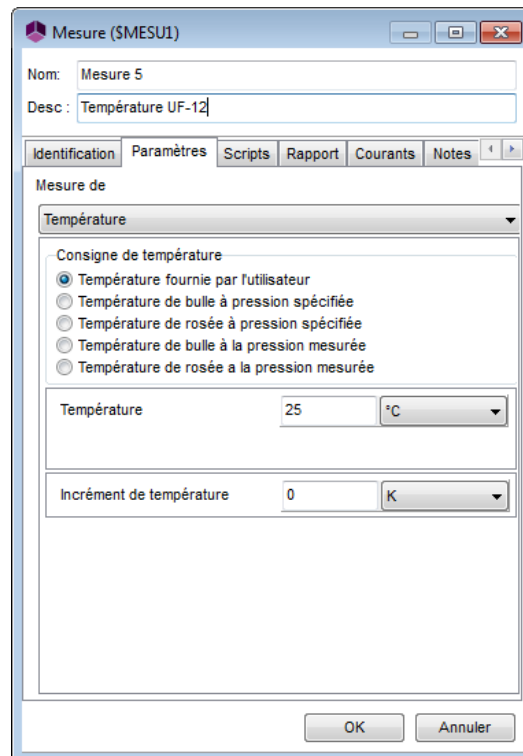 Mesure ($MESU1)
Nom: Mesure 5
Desc : Température UF-12
Identification Paramètres Scripts Rapport Courants Notes
Mesure de
Température
Consigne de température
Température fournie par l'utilisateur
Température de bulle à pression spécifiée
Température de rosée à pression spécifiée
Température de bulle à la pression mesurée
Température de rosée a la pression mesurée
Température 25 °C
Incrément de température 0 K
OK Annuler